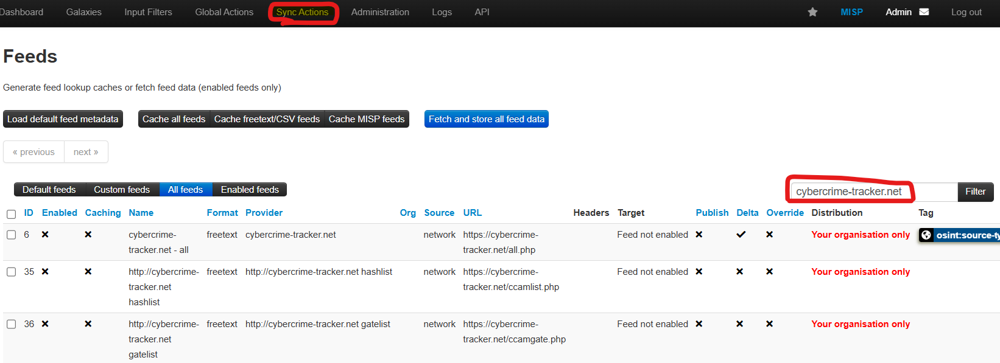 Dashboard Galaxies Input Filters Global Actions Sync Actions Administration Logs API MISP Admin Log out
Feeds
Generate feed lookup caches or fetch feed data (enabled feeds only)
Load default feed metadata Cache all feeds Cache freetext/CSV feeds Cache MISP feeds Fetch and store all feed data
« previous next »
Default feeds Custom feeds All feeds Enabled feeds cybercrime-tracker.net Filter
ID Enabled Caching Name Format Provider Org Source URL Headers Target Publish Delta Override Distribution Tag
6 cybercrime- freetext cybercrime-tracker.net network https://cybercrime- Feed not enabled Your organisation only osint:source-ty
tracker.net - all tracker.net/all.php
35 http://cybercrime- freetext http://cybercrime-tracker.net hashlist network https://cybercrime- Feed not enabled Your organisation only
tracker.net tracker.net/ccamlist.php
hashlist
36 http://cybercrime- freetext http://cybercrime-tracker.net gatelist network https://cybercrime- Feed not enabled Your organisation only
tracker.net tracker.net/ccamgate.php
gatelist